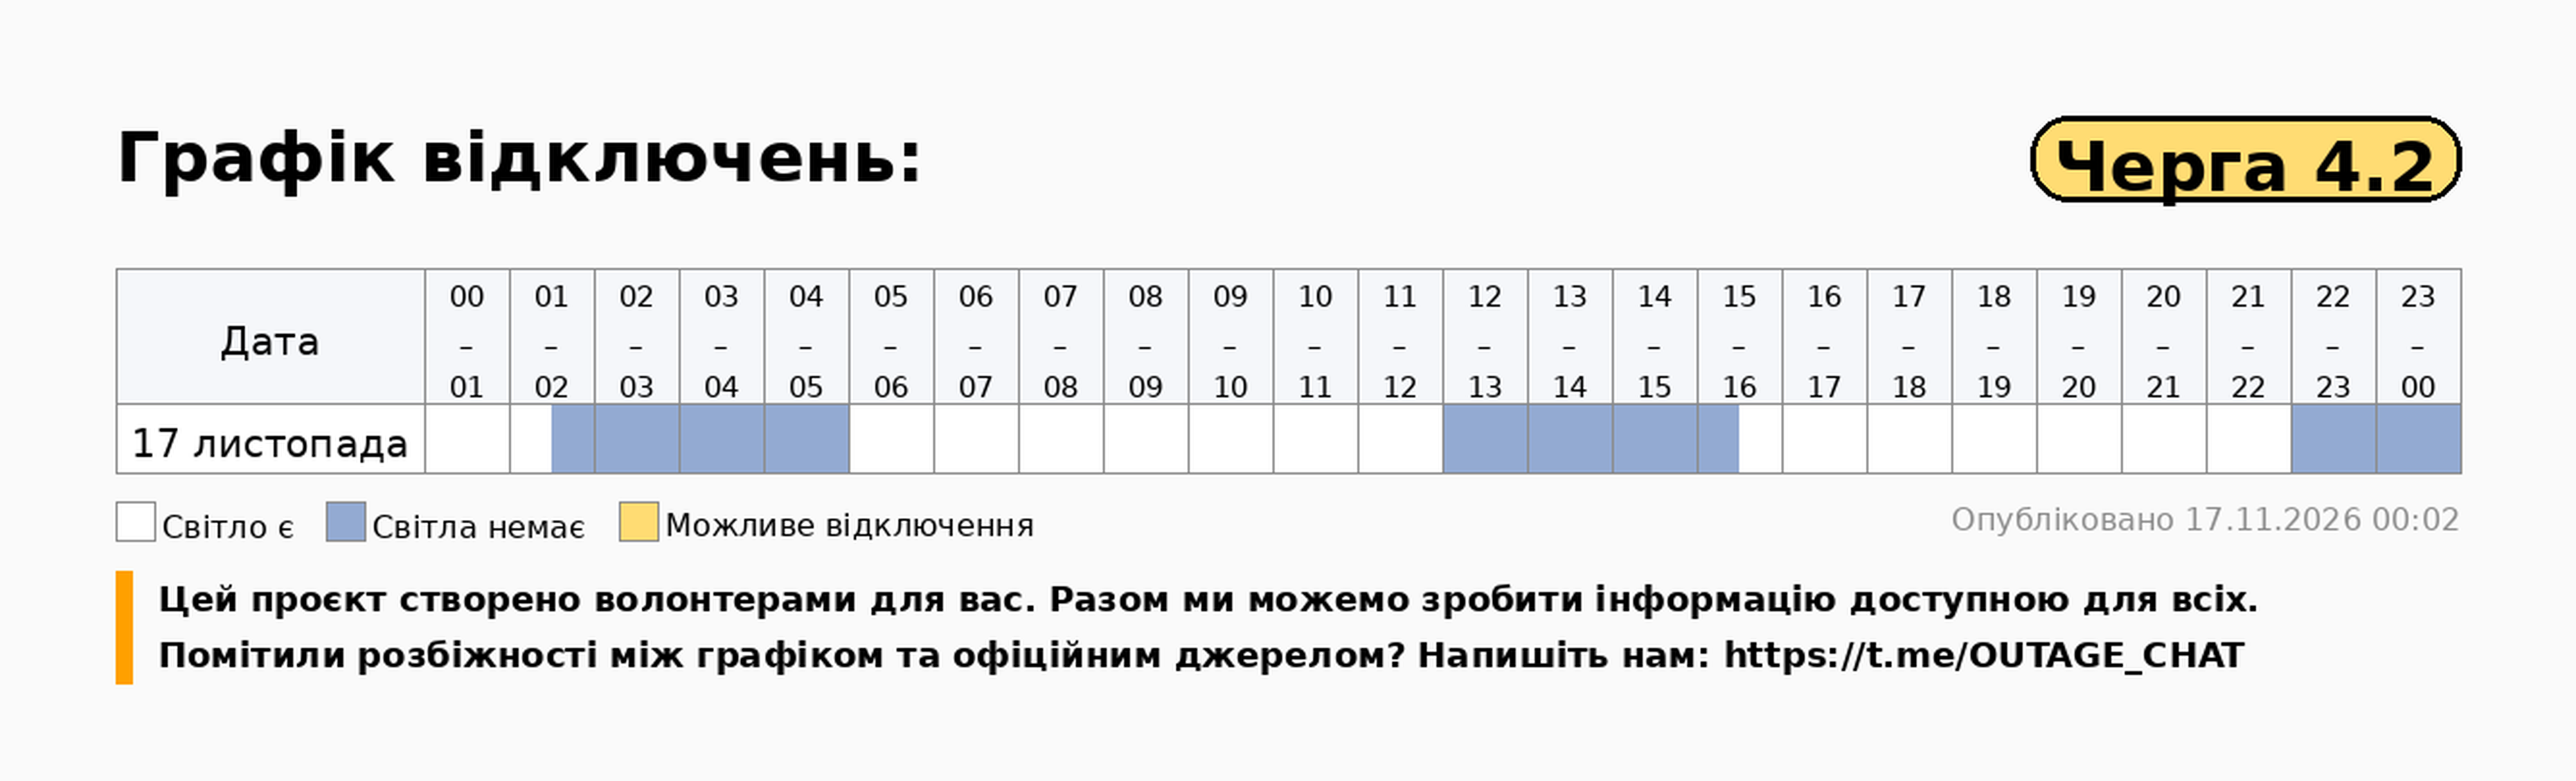 Графік відключень:
Черга 4.2
Дата 00 – 01 01 – 02 02 – 03 03 – 04 04 – 05 05 – 06 06 – 07 07 – 08 08 – 09 09 – 10 10 – 11 11 – 12 12 – 13 13 – 14 14 – 15 15 – 16 16 – 17 17 – 18 18 – 19 19 – 20 20 – 21 21 – 22 22 – 23 23 – 00
17 листопада
Світло є Світла немає Можливе відключення
Опубліковано 17.11.2026 00:02
Цей проєкт створено волонтерами для вас. Разом ми можемо зробити інформацію доступною для всіх.
Помітили розбіжності між графіком та офіційним джерелом? Напишіть нам: https://t.me/OUTAGE_CHAT